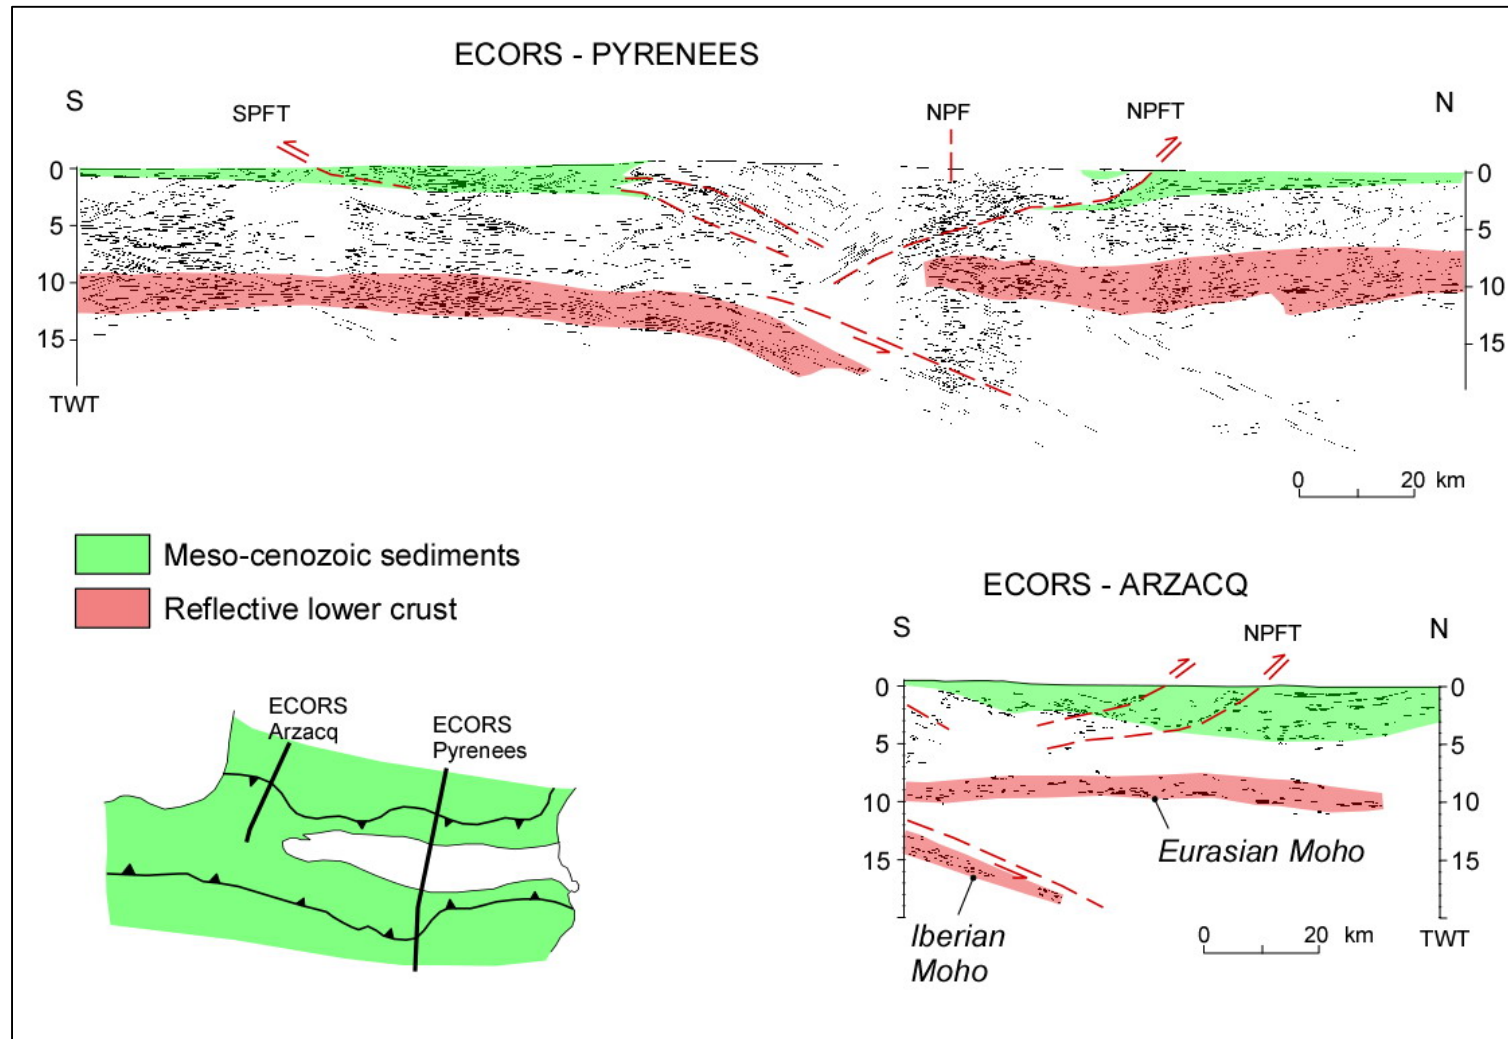 ECORS - PYRENEES
S
N
SPFT
NPF
NPFT
0
5
10
15
TWT
0
5
10
15
0 20 km
Meso-cenozoic sediments
Reflective lower crust
ECORS - ARZACQ
S
N
NPFT
0
5
10
15
0
5
10
15
TWT
Eurasian Moho
Iberian
Moho
0 20 km
ECORS
Arzacq
ECORS
Pyrenees